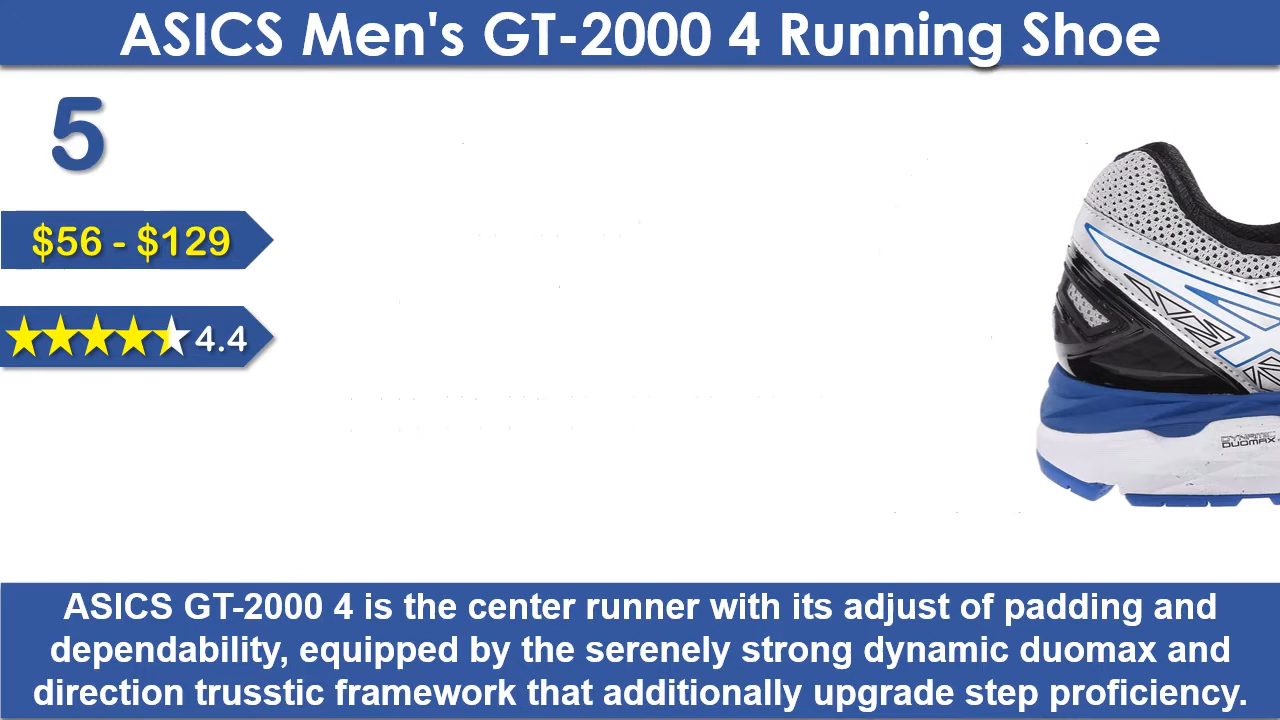 ASICS Men's GT-2000 4 Running Shoe
5
$56 - $129
4.4
DYNAMIC
DUOMAX
ASICS GT-2000 4 is the center runner with its adjust of padding and
dependability, equipped by the serenely strong dynamic duomax and
direction trusstic framework that additionally upgrade step proficiency.